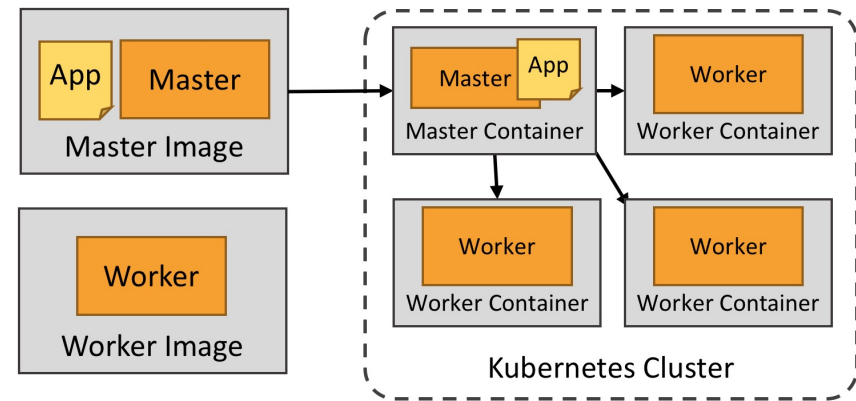 App
Master
Master Image
Worker
Worker Image
Master
App
Master Container
Worker
Worker Container
Worker
Worker Container
Worker
Worker Container
Kubernetes Cluster